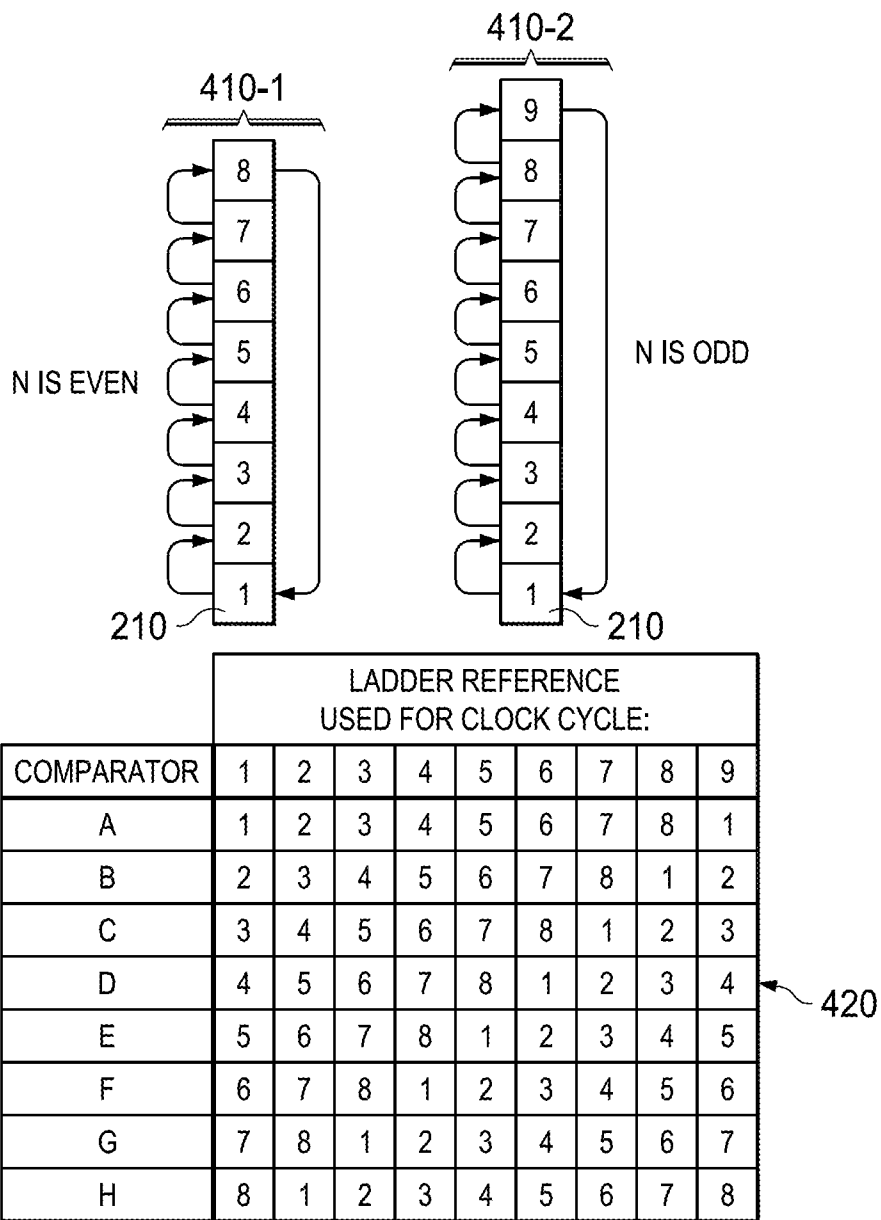 410-1
8
7
6
5
4
3
2
1
210
N IS EVEN
410-2
9
8
7
6
5
4
3
2
1
210
N IS ODD
LADDER REFERENCE
USED FOR CLOCK CYCLE:
COMPARATOR 1 2 3 4 5 6 7 8 9
A 1 2 3 4 5 6 7 8 1
B 2 3 4 5 6 7 8 1 2
C 3 4 5 6 7 8 1 2 3
D 4 5 6 7 8 1 2 3 4
E 5 6 7 8 1 2 3 4 5
F 6 7 8 1 2 3 4 5 6
G 7 8 1 2 3 4 5 6 7
H 8 1 2 3 4 5 6 7 8
420